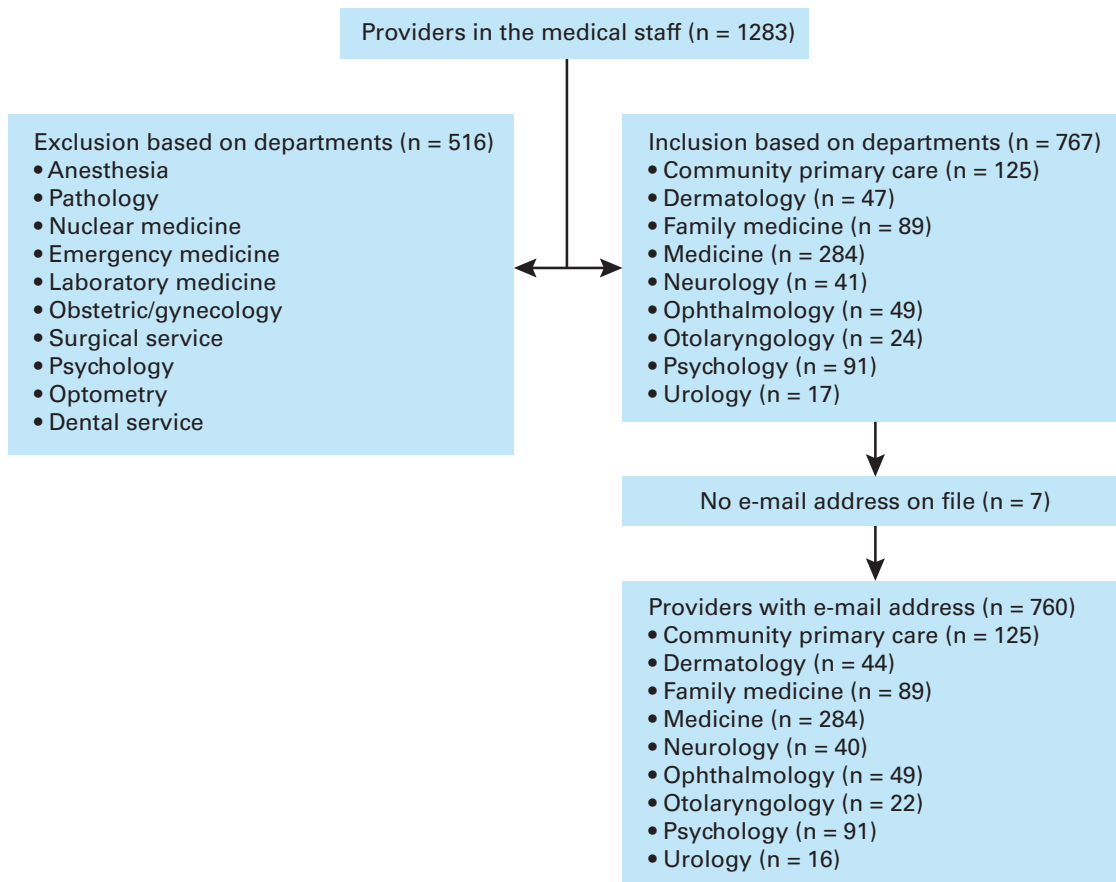 Providers in the medical staff (n = 1283)
Exclusion based on departments (n = 516)
• Anesthesia
• Pathology
• Nuclear medicine
• Emergency medicine
• Laboratory medicine
• Obstetric/gynecology
• Surgical service
• Psychology
• Optometry
• Dental service
Inclusion based on departments (n = 767)
• Community primary care (n = 125)
• Dermatology (n = 47)
• Family medicine (n = 89)
• Medicine (n = 284)
• Neurology (n = 41)
• Ophthalmology (n = 49)
• Otolaryngology (n = 24)
• Psychology (n = 91)
• Urology (n = 17)
No e-mail address on file (n = 7)
Providers with e-mail address (n = 760)
• Community primary care (n = 125)
• Dermatology (n = 44)
• Family medicine (n = 89)
• Medicine (n = 284)
• Neurology (n = 40)
• Ophthalmology (n = 49)
• Otolaryngology (n = 22)
• Psychology (n = 91)
• Urology (n = 16)